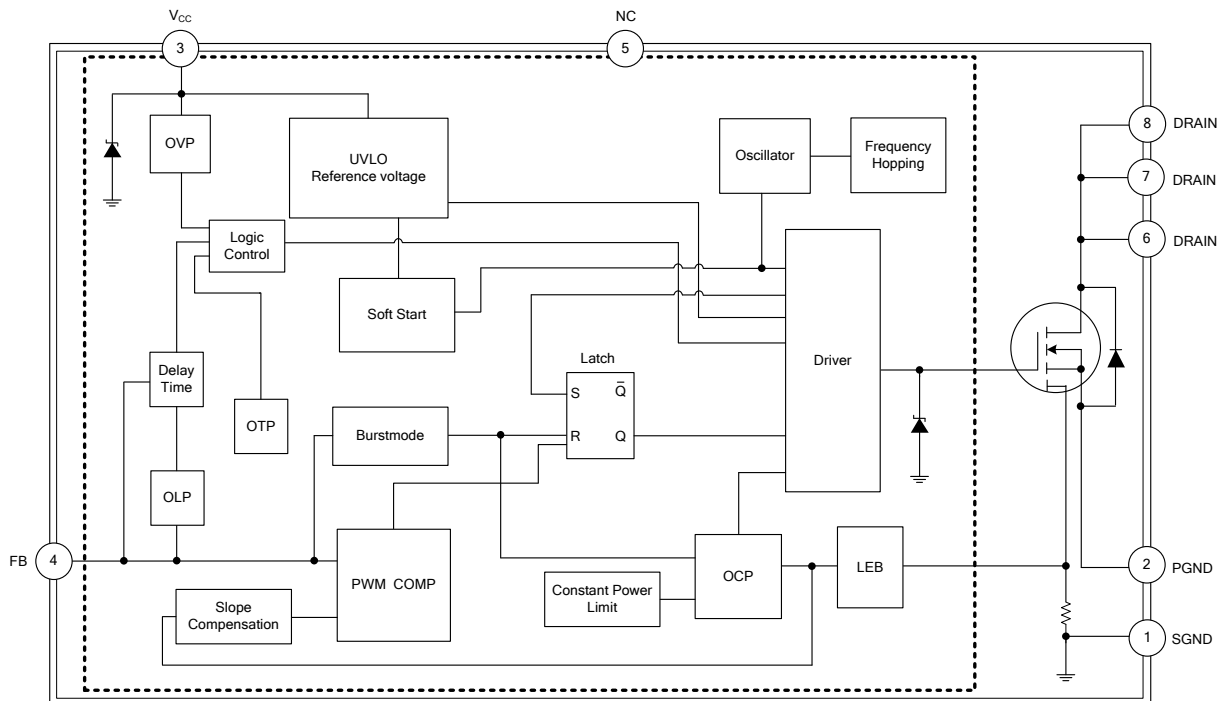 VCC
NC
3
5
8
DRAIN
OVP
UVLO
Reference voltage
Oscillator
Frequency
Hopping
7
DRAIN
Logic
Control
6
DRAIN
Soft Start
Delay
Time
Latch
Driver
S
Q̅
OTP
Burstmode
R
Q
OLP
FB
4
PWM COMP
OCP
LEB
2
PGND
Constant Power
Limit
Slope
Compensation
1
SGND